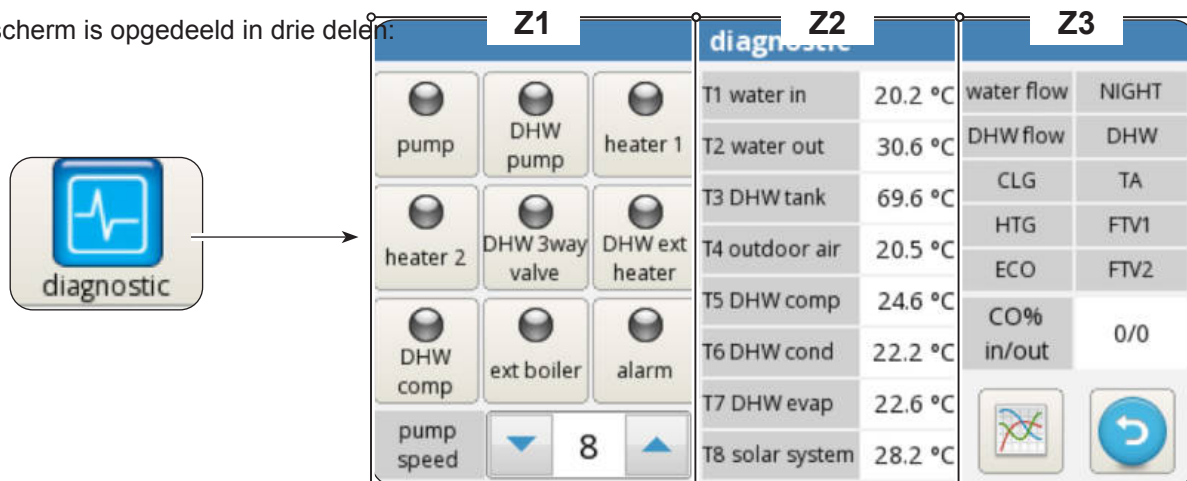 scherm is opgedeeld in drie delen:
diagnostic
Z1
pump
DHW
pump
heater 1
heater 2
DHW 3way
valve
DHW ext
heater
DHW
comp
ext boiler
alarm
pump
speed
8
Z2
diagnostic
T1 water in 20.2 °C
T2 water out 30.6 °C
T3 DHW tank 69.6 °C
T4 outdoor air 20.5 °C
T5 DHW comp 24.6 °C
T6 DHW cond 22.2 °C
T7 DHW evap 22.6 °C
T8 solar system 28.2 °C
Z3
water flow NIGHT
DHW flow DHW
CLG TA
HTG FTV1
ECO FTV2
CO%
in/out
0/0